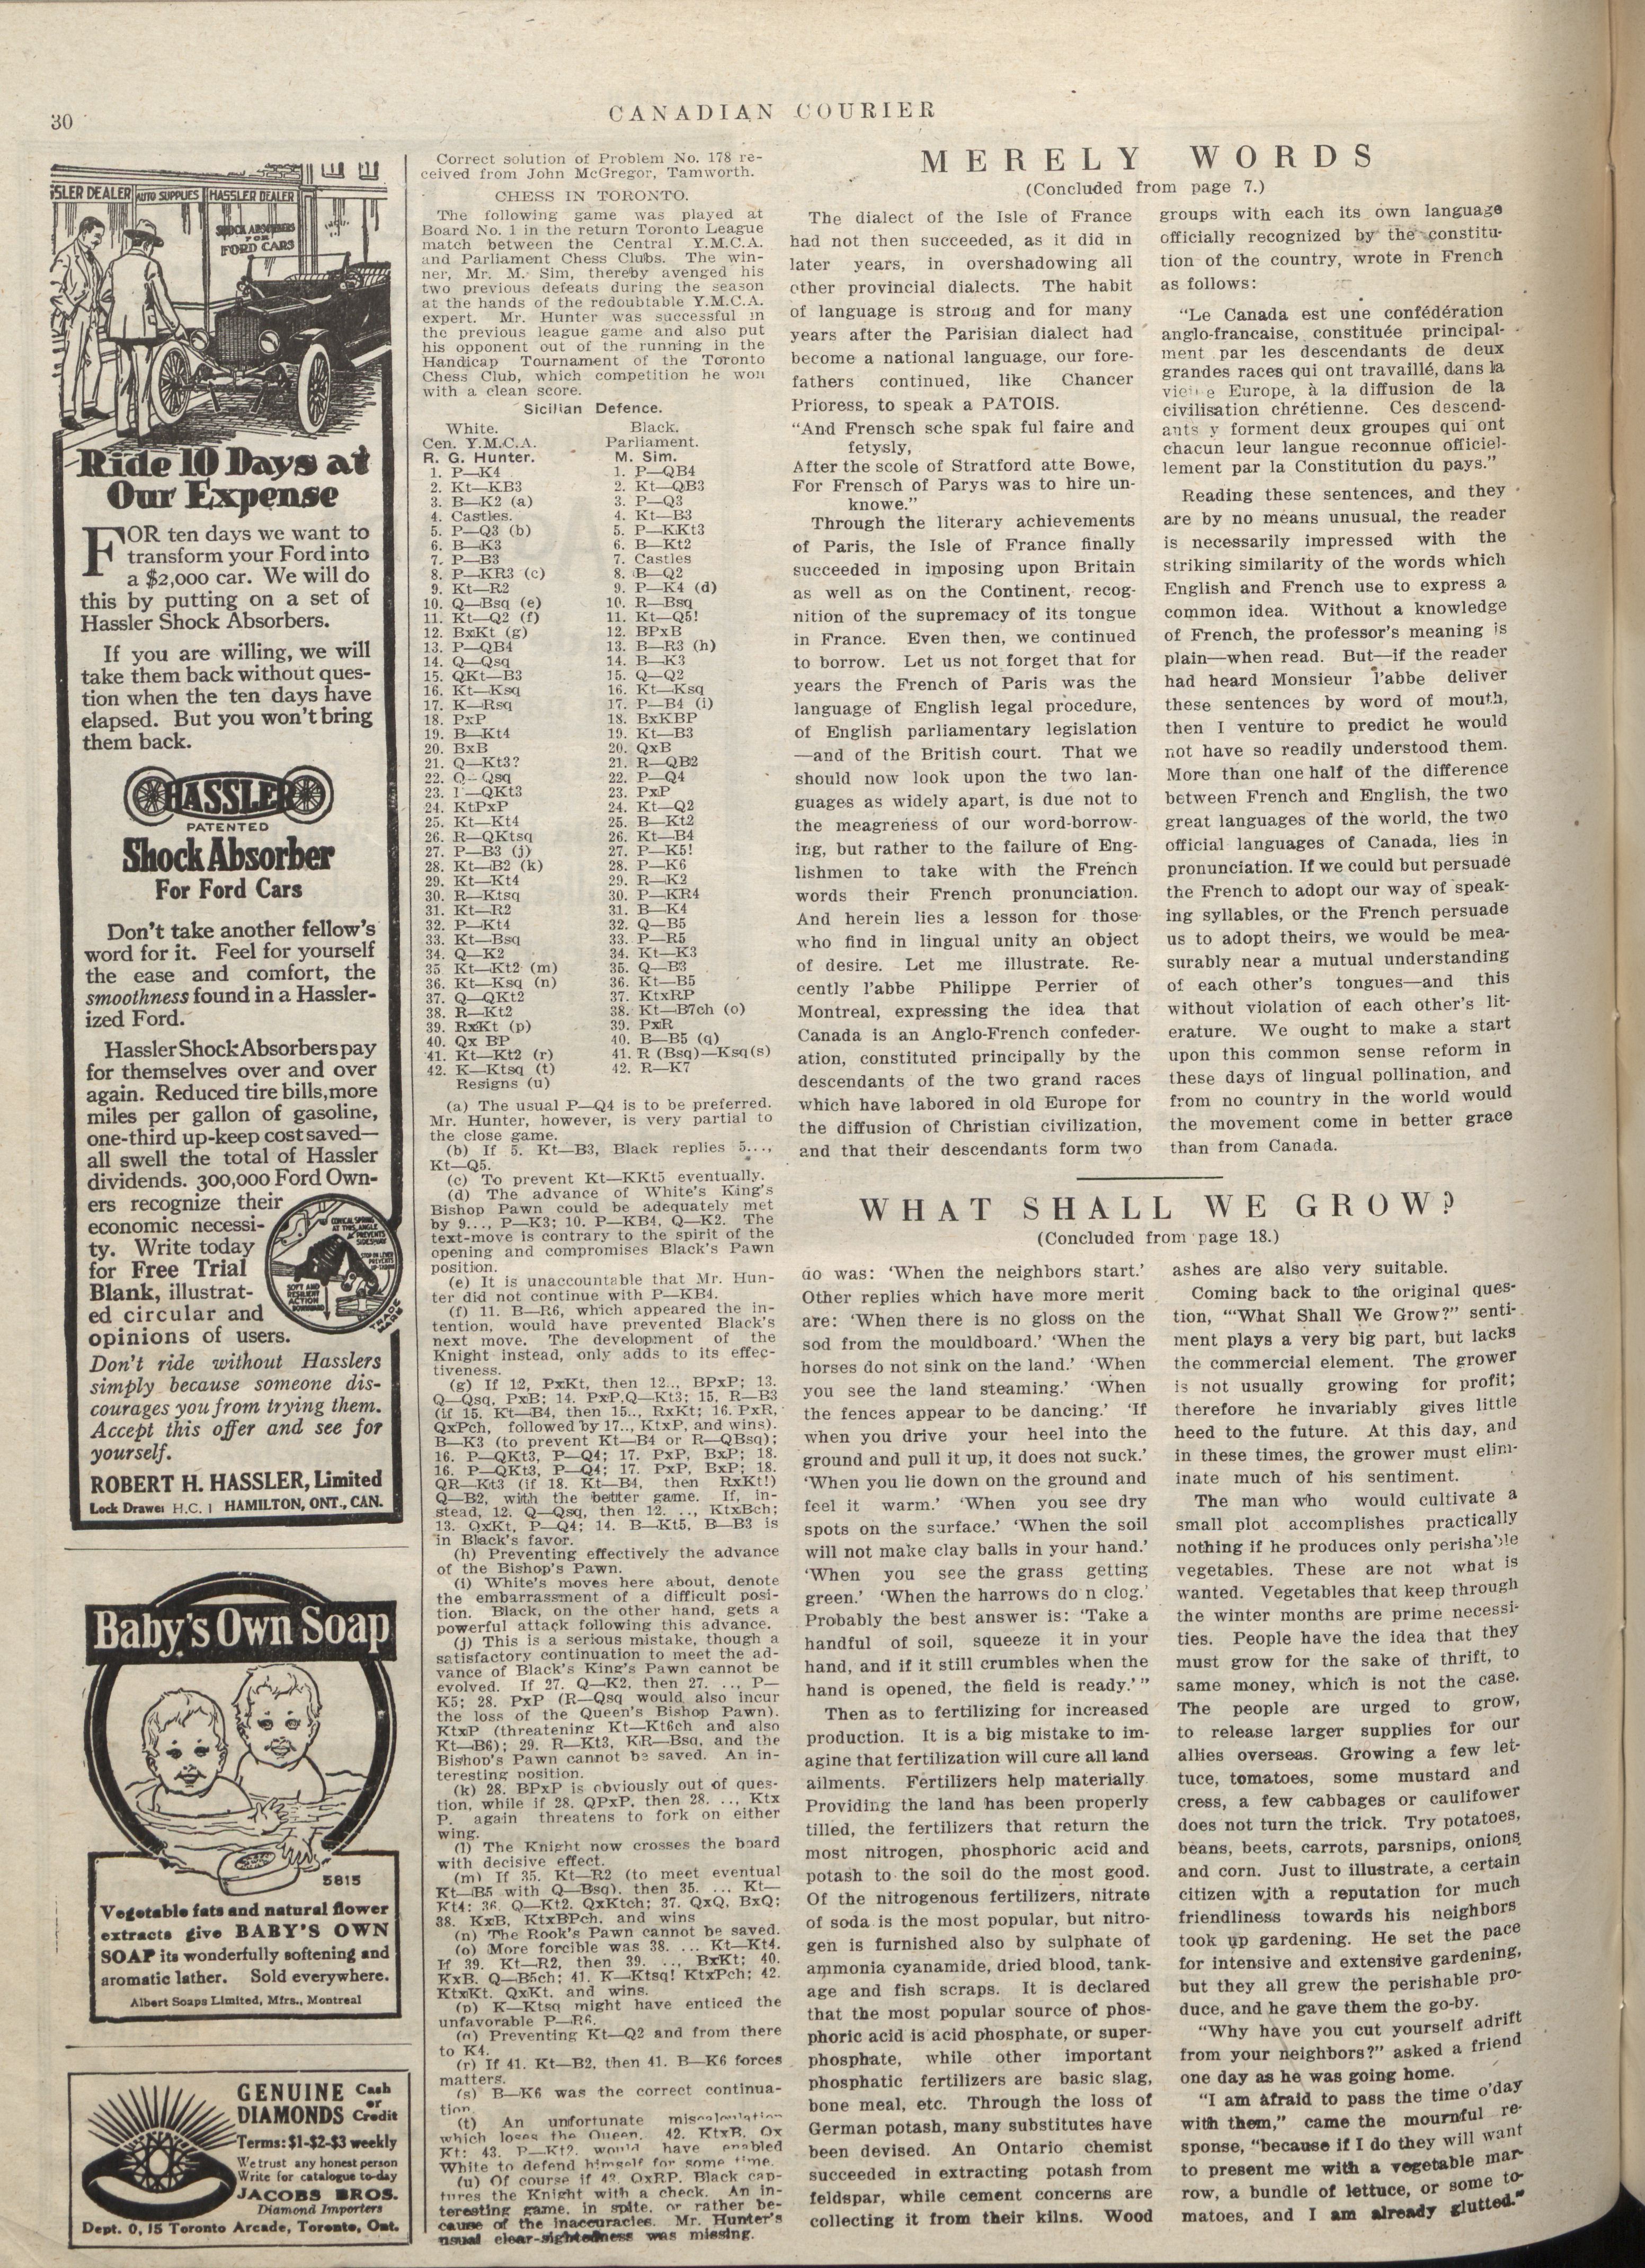 30
CANADIAN COURIER
SLER DEALER
AUTO SUPPLIES
HASSLER DEALER
SHOCK ABSORBERS
FOR
FORD CARS
Ride 10 Days at
Our Expense
FOR ten days we want to
transform your Ford into
a $2,000 car. We will do
this by putting on a set of
Hassler Shock Absorbers.
If you are willing, we will
take them back without ques-
tion when the ten days have
elapsed. But you won't bring
them back.
HASSLER
PATENTED
Shock Absorber
For Ford Cars
Don't take another fellow's
word for it. Feel for yourself
the ease and comfort, the
smoothness found in a Hassler-
ized Ford.
Hassler Shock Absorbers pay
for themselves over and over
again. Reduced tire bills, more
miles per gallon of gasoline,
one-third up-keep cost saved—
all swell the total of Hassler
dividends. 300,000 Ford Own-
ers recognize their
economic necessi-
ty. Write today
for Free Trial
Blank, illustrat-
ed circular and
opinions of users.
CONICAL SPRING
AT THIS ANGLE
PREVENTS
SIDESWAY
SOFT AND
RESILIENT
ACTION
DOWNWARD
TRADE
MARK
Don't ride without Hasslers
simply because someone dis-
courages you from trying them.
Accept this offer and see for
yourself.
ROBERT H. HASSLER, Limited
Lock Drawer H.C. 1 HAMILTON, ONT., CAN.
Baby's Own Soap
5815
Vegetable fats and natural flower
extracts give BABY'S OWN
SOAP its wonderfully softening and
aromatic lather. Sold everywhere.
Albert Soaps Limited, Mfrs., Montreal
GENUINE Cash
or
DIAMONDS Credit
Terms: $1-$2-$3 weekly
We trust any honest person
Write for catalogue to-day
JACOBS BROS.
Diamond Importers
Dept. 0, 15 Toronto Arcade, Toronto, Ont.
Correct solution of Problem No. 178 re-
ceived from John McGregor, Tamworth.
CHESS IN TORONTO.
The following game was played at
Board No. 1 in the return Toronto League
match between the Central Y.M.C.A.
and Parliament Chess Clubs. The win-
ner, Mr. M. Sim, thereby avenged his
two previous defeats during the season
at the hands of the redoubtable Y.M.C.A.
expert. Mr. Hunter was successful in
the previous league game and also put
his opponent out of the running in the
Handicap Tournament of the Toronto
Chess Club, which competition he won
with a clean score.
Sicilian Defence.
White. Black.
Cen. Y.M.C.A. Parliament.
R. G. Hunter. M. Sim.
1. P—K4 1. P—QB4
2. Kt—KB3 2. Kt—QB3
3. B—K2 (a) 3. P—Q3
4. Castles. 4. Kt—B3
5. P—Q3 (b) 5. P—KKt3
6. B—K3 6. B—Kt2
7. P—B3 7. Castles
8. P—KR3 (c) 8. B—Q2
9. Kt—R2 9. P—K4 (d)
10. Q—Bsq (e) 10. R—Bsq
11. Kt—Q2 (f) 11. Kt—Q5!
12. BxKt (g) 12. BPxB
13. P—QB4 13. B—R3 (h)
14. Q—Qsq 14. B—K3
15. QKt—B3 15. Q—Q2
16. Kt—Ksq 16. Kt—Ksq
17. K—Rsq 17. P—B4 (i)
18. PxP 18. BxKBP
19. B—Kt4 19. Kt—B3
20. BxB 20. QxB
21. Q—Kt3? 21. R—QB2
22. Q—Qsq 22. P—Q4
23. —QKt3 23. PxP
24. KtPxP 24. Kt—Q2
25. Kt—Kt4 25. B—Kt2
26. R—QKtsq 26. Kt—B4
27. P—B3 (j) 27. P—K5!
28. Kt—B2 (k) 28. P—K6
29. Kt—Kt4 29. R—K2
30. R—Ktsq 30. P—KR4
31. Kt—R2 31. B—K4
32. P—Kt4 32. Q—B5
33. Kt—Bsq 33. P—R5
34. Q—K2 34. Kt—K3
35 Kt—Kt2 (m) 35. Q—B3
36. Kt—Ksq (n) 36. Kt—B5
37. Q—QKt2 37. KtxRP
38. R—Kt2 38. Kt—B7ch (o)
39. RxKt (p) 39. PxR
40. Qx BP 40. B—B5 (q)
41. Kt—Kt2 (r) 41. R (Bsq)—Ksq(s)
42. K—Ktsq (t) 42. R—K7
Resigns (u)
(a) The usual P—Q4 is to be preferred.
Mr. Hunter, however, is very partial to
the close game.
(b) If 5. Kt—B3, Black replies 5...,
Kt—Q5.
(c) To prevent Kt—KKt5 eventually.
(d) The advance of White's King's
Bishop Pawn could be adequately met
by 9..., P—K3; 10. P—KB4, Q—K2. The
text-move is contrary to the spirit of the
opening and compromises Black's Pawn
position.
(e) It is unaccountable that Mr. Hun-
ter did not continue with P—KB4.
(f) 11. B—R6, which appeared the in-
tention, would have prevented Black's
next move. The development of the
Knight instead, only adds to its effec-
tiveness.
(g) If 12, PxKt, then 12.., BPxP; 13.
Q—Qsq, PxB; 14. PxP,Q—Kt3; 15. R—B3
(if 15. Kt—B4, then 15.., RxKt; 16. PxR,
QxPch, followed by 17.., KtxP, and wins).
B—K3 (to prevent Kt—B4 or R—QBsq);
16. P—QKt3, P—Q4; 17. PxP, BxP; 18.
16. P—QKt3, P—Q4; 17. PxP, BxP; 18.
QR—Kt3 (if 18. Kt—B4, then RxKt!)
Q—B2, with the better game. If, in-
stead, 12. Q—Qsq, then 12. .., KtxBch;
13. QxKt, P—Q4; 14. B—Kt5, B—B3 is
in Black's favor.
(h) Preventing effectively the advance
of the Bishop's Pawn.
(i) White's moves here about, denote
the embarrassment of a difficult posi-
tion. Black, on the other hand, gets a
powerful attack following this advance.
(j) This is a serious mistake, though a
satisfactory continuation to meet the ad-
vance of Black's King's Pawn cannot be
evolved. If 27. Q—K2, then 27. .., P—
K5; 28. PxP (R—Qsq would also incur
the loss of the Queen's Bishop Pawn).
KtxP (threatening Kt—Kt6ch and also
Kt—B6); 29. R—Kt3, KR—Bsq, and the
Bishop's Pawn cannot be saved. An in-
teresting position.
(k) 28. BPxP is obviously out of ques-
tion, while if 28. QPxP, then 28. .., Ktx
P. again threatens to fork on either
wing.
(l) The Knight now crosses the board
with decisive effect.
(m) If 35. Kt—R2 (to meet eventual
Kt—B5 with Q—Bsq), then 35. ... Kt—
Kt4; 36. Q—Kt2. QxKtch; 37. QxQ, BxQ;
38. KxB, KtxBPch, and wins
(n) The Rook's Pawn cannot be saved.
(o) More forcible was 38. ... Kt—Kt4.
If 39. Kt—R2, then 39. .., BxKt; 40.
KxB. Q—B5ch; 41. K—Ktsq! KtxPch; 42.
KtxKt. QxKt. and wins.
(p) K—Ktsq might have enticed the
unfavorable P—R6.
(q) Preventing Kt—Q2 and from there
to K4.
(r) If 41. Kt—B2, then 41. B—K6 forces
matters.
(s) B—K6 was the correct continua-
tion.
(t) An unfortunate miscalculation
which loses the Queen. 42. KtxB, Qx
Kt; 43. P—Kt?. would have enabled
White to defend himself for some time.
(u) Of course if 43. QxRP, Black cap-
tures the Knight with a check. An in-
teresting game, in spite, or rather be-
cause of the inaccuracies. Mr. Hunter's
usual clear-sightedness was missing.
MERELY WORDS
(Concluded from page 7.)
The dialect of the Isle of France
had not then succeeded, as it did in
later years, in overshadowing all
other provincial dialects. The habit
of language is strong and for many
years after the Parisian dialect had
become a national language, our fore-
fathers continued, like Chancer
Prioress, to speak a PATOIS.
"And Frensch sche spak ful faire and
fetysly,
After the scole of Stratford atte Bowe,
For Frensch of Parys was to hire un-
knowe."
Through the literary achievements
of Paris, the Isle of France finally
succeeded in imposing upon Britain
as well as on the Continent, recog-
nition of the supremacy of its tongue
in France. Even then, we continued
to borrow. Let us not forget that for
years the French of Paris was the
language of English legal procedure,
of English parliamentary legislation
—and of the British court. That we
should now look upon the two lan-
guages as widely apart, is due not to
the meagreness of our word-borrow-
ing, but rather to the failure of Eng-
lishmen to take with the French
words their French pronunciation.
And herein lies a lesson for those
who find in lingual unity an object
of desire. Let me illustrate. Re-
cently l'abbe Philippe Perrier of
Montreal, expressing the idea that
Canada is an Anglo-French confeder-
ation, constituted principally by the
descendants of the two grand races
which have labored in old Europe for
the diffusion of Christian civilization,
and that their descendants form two
groups with each its own language
officially recognized by the constitu-
tion of the country, wrote in French
as follows:
"Le Canada est une confédération
anglo-francaise, constituée principal-
ment par les descendants de deux
grandes races qui ont travaillé, dans la
vie e Europe, à la diffusion de la
civilisation chrétienne. Ces descend-
ants y forment deux groupes qui ont
chacun leur langue reconnue officiel-
lement par la Constitution du pays."
Reading these sentences, and they
are by no means unusual, the reader
is necessarily impressed with the
striking similarity of the words which
English and French use to express a
common idea. Without a knowledge
of French, the professor's meaning is
plain—when read. But—if the reader
had heard Monsieur l'abbe deliver
these sentences by word of mouth,
then I venture to predict he would
not have so readily understood them.
More than one half of the difference
between French and English, the two
great languages of the world, the two
official languages of Canada, lies in
pronunciation. If we could but persuade
the French to adopt our way of speak-
ing syllables, or the French persuade
us to adopt theirs, we would be mea-
surably near a mutual understanding
of each other's tongues—and this
without violation of each other's lit-
erature. We ought to make a start
upon this common sense reform in
these days of lingual pollination, and
from no country in the world would
the movement come in better grace
than from Canada.
WHAT SHALL WE GROW?
(Concluded from page 18.)
do was: 'When the neighbors start.'
Other replies which have more merit
are: 'When there is no gloss on the
sod from the mouldboard.' 'When the
horses do not sink on the land.' 'When
you see the land steaming.' 'When
the fences appear to be dancing.' 'If
when you drive your heel into the
ground and pull it up, it does not suck.'
'When you lie down on the ground and
feel it warm.' 'When you see dry
spots on the surface.' 'When the soil
will not make clay balls in your hand.'
'When you see the grass getting
green.' 'When the harrows do n clog.'
Probably the best answer is: 'Take a
handful of soil, squeeze it in your
hand, and if it still crumbles when the
hand is opened, the field is ready.'"
Then as to fertilizing for increased
production. It is a big mistake to im-
agine that fertilization will cure all land
ailments. Fertilizers help materially
Providing the land has been properly
tilled, the fertilizers that return the
most nitrogen, phosphoric acid and
potash to the soil do the most good.
Of the nitrogenous fertilizers, nitrate
of soda is the most popular, but nitro-
gen is furnished also by sulphate of
ammonia cyanamide, dried blood, tank-
age and fish scraps. It is declared
that the most popular source of phos-
phoric acid is acid phosphate, or super-
phosphate, while other important
phosphatic fertilizers are basic slag,
bone meal, etc. Through the loss of
German potash, many substitutes have
been devised. An Ontario chemist
succeeded in extracting potash from
feldspar, while cement concerns are
collecting it from their kilns. Wood
ashes are also very suitable.
Coming back to the original ques-
tion, "'What Shall We Grow?" senti-
ment plays a very big part, but lacks
the commercial element. The grower
is not usually growing for profit;
therefore he invariably gives little
heed to the future. At this day, and
in these times, the grower must elim-
inate much of his sentiment.
The man who would cultivate a
small plot accomplishes practically
nothing if he produces only perishable
vegetables. These are not what is
wanted. Vegetables that keep through
the winter months are prime necessi-
ties. People have the idea that they
must grow for the sake of thrift, to
same money, which is not the case.
The people are urged to grow,
to release larger supplies for our
allies overseas. Growing a few let-
tuce, tomatoes, some mustard and
cress, a few cabbages or caulifower
does not turn the trick. Try potatoes,
beans, beets, carrots, parsnips, onions
and corn. Just to illustrate, a certain
citizen with a reputation for much
friendliness towards his neighbors
took up gardening. He set the pace
for intensive and extensive gardening,
but they all grew the perishable pro-
duce, and he gave them the go-by.
"Why have you cut yourself adrift
from your neighbors?" asked a friend
one day as he was going home.
"I am afraid to pass the time o'day
with them," came the mournful re-
sponse, "because if I do they will want
to present me with a vegetable mar-
row, a bundle of lettuce, or some to-
matoes, and I am already glutted."